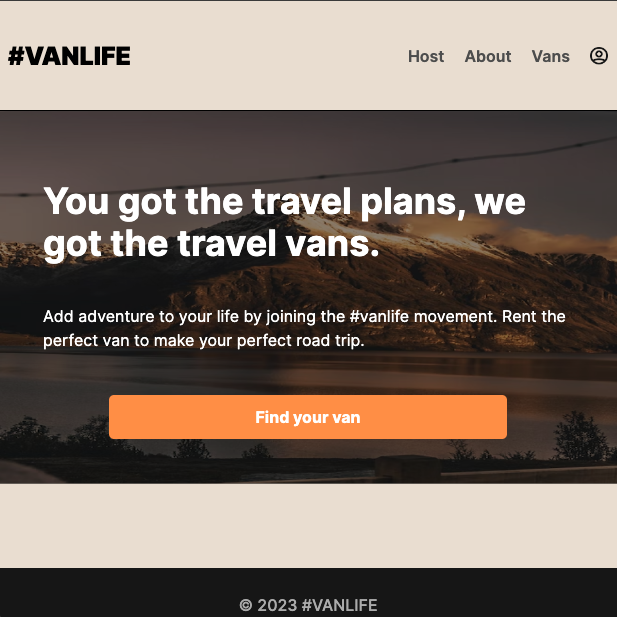 #VANLIFE
Host About Vans
You got the travel plans, we
got the travel vans.
Add adventure to your life by joining the #vanlife movement. Rent the
perfect van to make your perfect road trip.
Find your van
© 2023 #VANLIFE